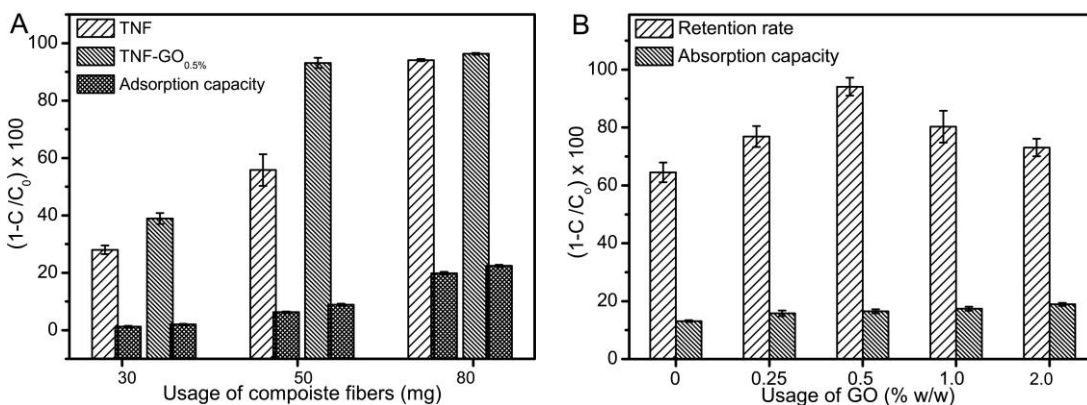 A
TNF
TNF-GO0.5%
Adsorption capacity
(1-C /C0) x 100
100
80
60
40
20
0
30
50
80
Usage of compoiste fibers (mg)
B
Retention rate
Absorption capacity
(1-C /Co) x 100
100
80
60
40
20
0
0
0.25
0.5
1.0
2.0
Usage of GO (% w/w)